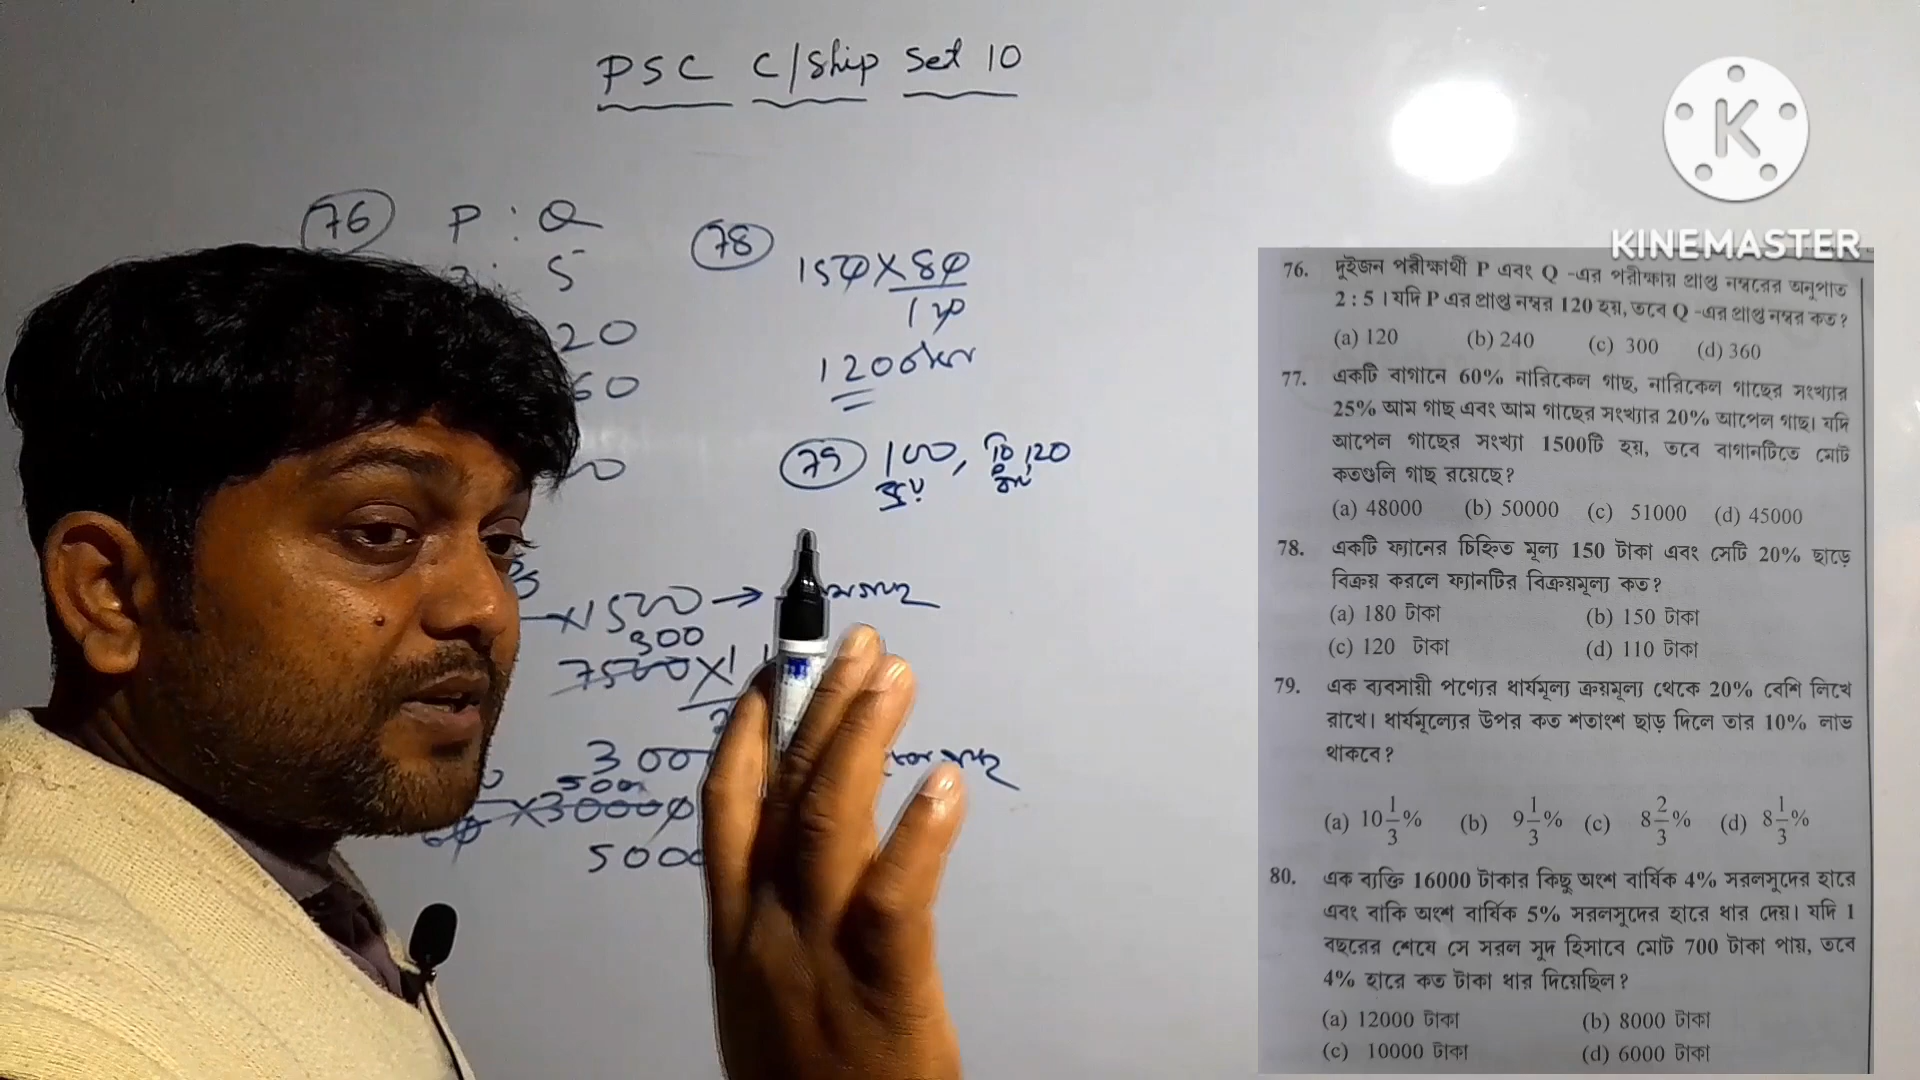 PSC C/Ship Set 10
76 P : Q
5
20
60
78
150 × 80
120
79 100, 120
×1500 →
300
7500 × 1
300
500
× 30000
5000
K
KINEMASTER
76. দুইজন পরীক্ষার্থী P এবং Q -এর পরীক্ষায় প্রাপ্ত নম্বরের অনুপাত
2 : 5 । যদি P এর প্রাপ্ত নম্বর 120 হয়, তবে Q -এর প্রাপ্ত নম্বর কত?
(a) 120 (b) 240 (c) 300 (d) 360
77. একটি বাগানে 60% নারিকেল গাছ, নারিকেল গাছের সংখ্যার
25% আম গাছ এবং আম গাছের সংখ্যার 20% আপেল গাছ। যদি
আপেল গাছের সংখ্যা 1500টি হয়, তবে বাগানটিতে মোট
কতগুলি গাছ রয়েছে?
(a) 48000 (b) 50000 (c) 51000 (d) 45000
78. একটি ফ্যানের চিহ্নিত মূল্য 150 টাকা এবং সেটি 20% ছাড়ে
বিক্রয় করলে ফ্যানটির বিক্রয়মূল্য কত?
(a) 180 টাকা (b) 150 টাকা
(c) 120 টাকা (d) 110 টাকা
79. এক ব্যবসায়ী পণ্যের ধার্যমূল্য ক্রয়মূল্য থেকে 20% বেশি লিখে
রাখে। ধার্যমূল্যের উপর কত শতাংশ ছাড় দিলে তার 10% লাভ
থাকবে?
(a) 10 1/3 % (b) 9 1/3 % (c) 8 2/3 % (d) 8 1/3 %
80. এক ব্যক্তি 16000 টাকার কিছু অংশ বার্ষিক 4% সরলসুদের হারে
এবং বাকি অংশ বার্ষিক 5% সরলসুদের হারে ধার দেয়। যদি 1
বছরের শেষে সে সরল সুদ হিসাবে মোট 700 টাকা পায়, তবে
4% হারে কত টাকা ধার দিয়েছিল?
(a) 12000 টাকা (b) 8000 টাকা
(c) 10000 টাকা (d) 6000 টাকা